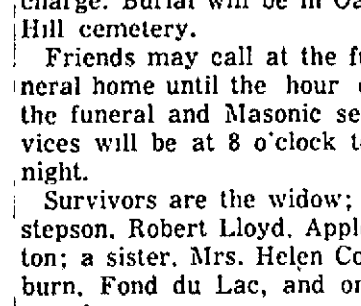 charge. Burial will be in Oa
Hill cemetery.
Friends may call at the fu
neral home until the hour
the funeral and Masonic se
vices will be at 8 o'clock t
night.
Survivors are the widow;
stepson, Robert Lloyd, Apple
ton; a sister, Mrs. Helen Co
burn, Fond du Lac, and or